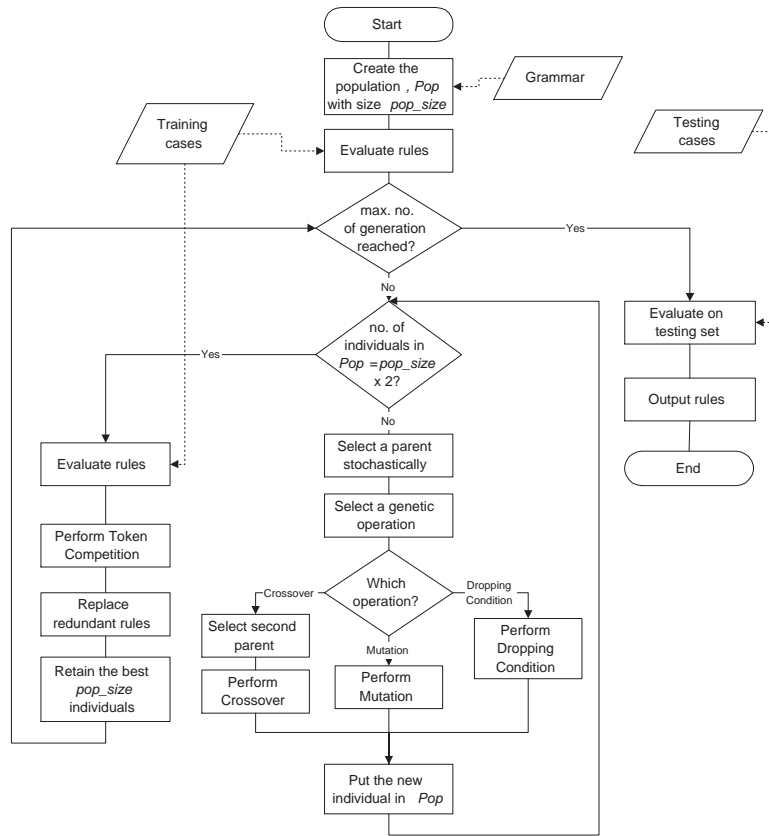 Start
Create the
population , Pop
with size pop_size
Grammar
Training
cases
Testing
cases
Evaluate rules
max. no.
of generation
reached?
Yes
No
no. of
individuals in
Pop =pop_size
x 2?
Yes
No
Evaluate on
testing set
Output rules
End
Evaluate rules
Perform Token
Competition
Replace
redundant rules
Retain the best
pop_size
individuals
Select a parent
stochastically
Select a genetic
operation
Which
operation?
Crossover
Dropping
Condition
Mutation
Select second
parent
Perform
Crossover
Perform
Mutation
Perform
Dropping
Condition
Put the new
individual in Pop